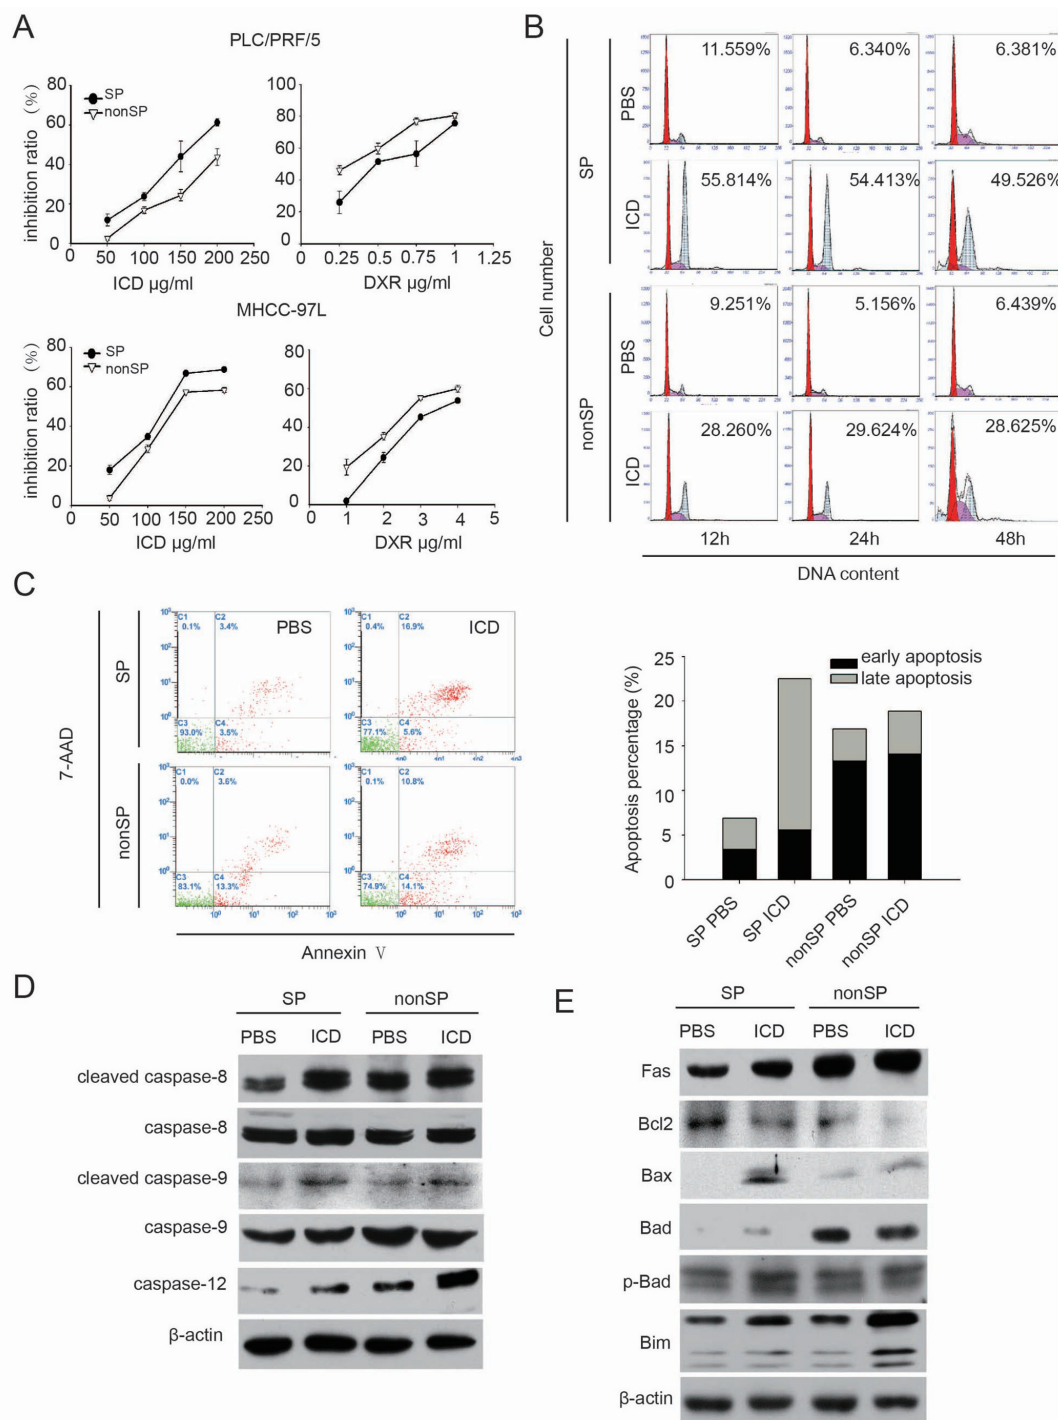 A
PLC/PRF/5
inhibition ratio (%)
80
60
40
20
0
SP
nonSP
0 50 100 150 200 250
ICD µg/ml
100
80
60
40
20
0
0 0.25 0.5 0.75 1 1.25
DXR µg/ml
MHCC-97L
inhibition ratio (%)
80
60
40
20
0
SP
nonSP
0 50 100 150 200 250
ICD µg/ml
80
60
40
20
0
0 1 2 3 4 5
DXR µg/ml
B
Cell number
SP
PBS
11.559% 6.340% 6.381%
ICD
55.814% 54.413% 49.526%
nonSP
PBS
9.251% 5.156% 6.439%
ICD
28.260% 29.624% 28.625%
12h 24h 48h
DNA content
C
7-AAD
SP
PBS
C1 C2
0.1% 3.4%
C3 C4
93.0% 3.5%
ICD
C1 C2
0.4% 16.9%
C3 C4
77.1% 5.6%
nonSP
C1 C2
0.0% 3.6%
C3 C4
83.1% 13.3%
C1 C2
0.1% 10.8%
C3 C4
74.9% 14.1%
Annexin V
Apoptosis percentage (%)
25
20
15
10
5
0
early apoptosis
late apoptosis
SP PBS
SP ICD
nonSP PBS
nonSP ICD
D
SP nonSP
PBS ICD PBS ICD
cleaved caspase-8
caspase-8
cleaved caspase-9
caspase-9
caspase-12
β-actin
E
SP nonSP
PBS ICD PBS ICD
Fas
Bcl2
Bax
Bad
p-Bad
Bim
β-actin